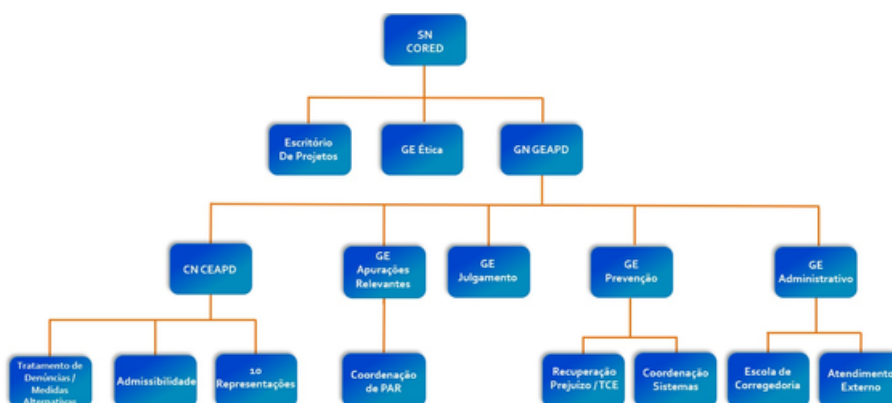 SN
CORED
Escritório
De Projetos
GE Ética
GN GEAPD
CN CEAPD
GE
Apurações
Relevantes
GE
Julgamento
GE
Prevenção
GE
Administrativo
Tratamento de
Denúncias /
Medidas
Alternativas
Admissibilidade
10
Representações
Coordenação
de PAR
Recuperação
Prejuízo / TCE
Coordenação
Sistemas
Escola de
Corregedoria
Atendimento
Externo